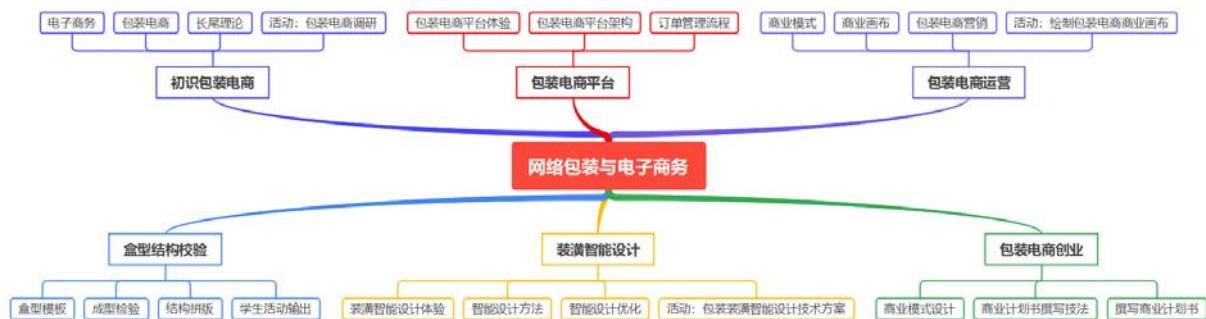 电子商务
包装电商
长尾理论
活动：包装电商调研
包装电商平台体验
包装电商平台架构
订单管理流程
商业模式
商业画布
包装电商营销
活动：绘制包装电商商业画布
初识包装电商
包装电商平台
包装电商运营
网络包装与电子商务
盒型结构校验
装潢智能设计
包装电商创业
盒型模板
成型检验
结构拼版
学生活动输出
装潢智能设计体验
智能设计方法
智能设计优化
活动：包装装潢智能设计技术方案
商业模式设计
商业计划书撰写技法
撰写商业计划书